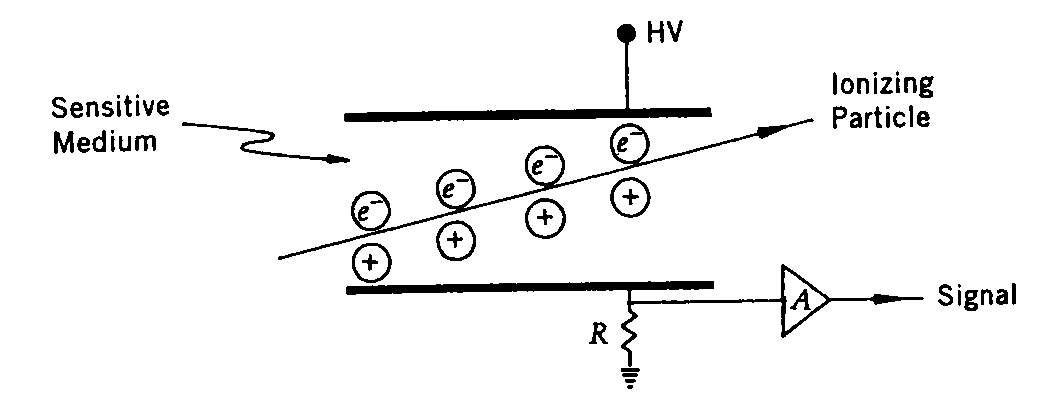 HV
Ionizing
Particle
Sensitive
Medium
e⁻
e⁻
e⁻
e⁻
+
+
+
+
A
Signal
R